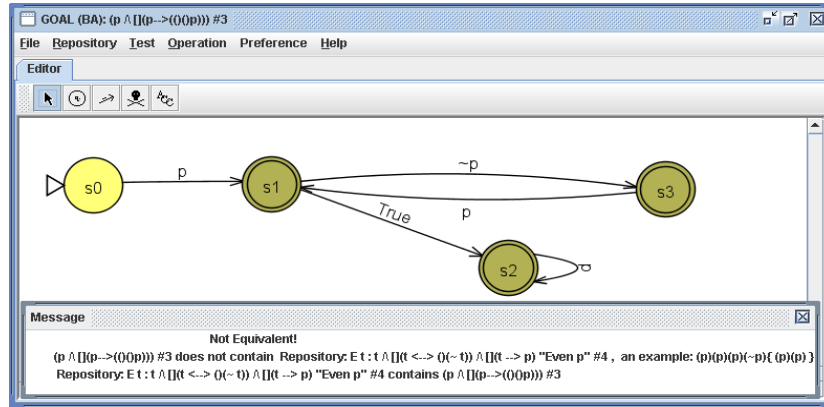 GOAL (BA): (p /\[](p-->(()()p))) #3
File Repository Test Operation Preference Help
Editor
Acc
p
~p
s0
s1
s3
p
True
s2
p
Message
Not Equivalent!
(p /\[](p-->(()()p))) #3 does not contain Repository: E t : t /\[](t <--> ()(~ t)) /\[](t --> p) "Even p" #4 , an example: (p)(p)(p)(~p){ (p)(p) }
Repository: E t : t /\[](t <--> ()(~ t)) /\[](t --> p) "Even p" #4 contains (p /\[](p-->(()()p))) #3